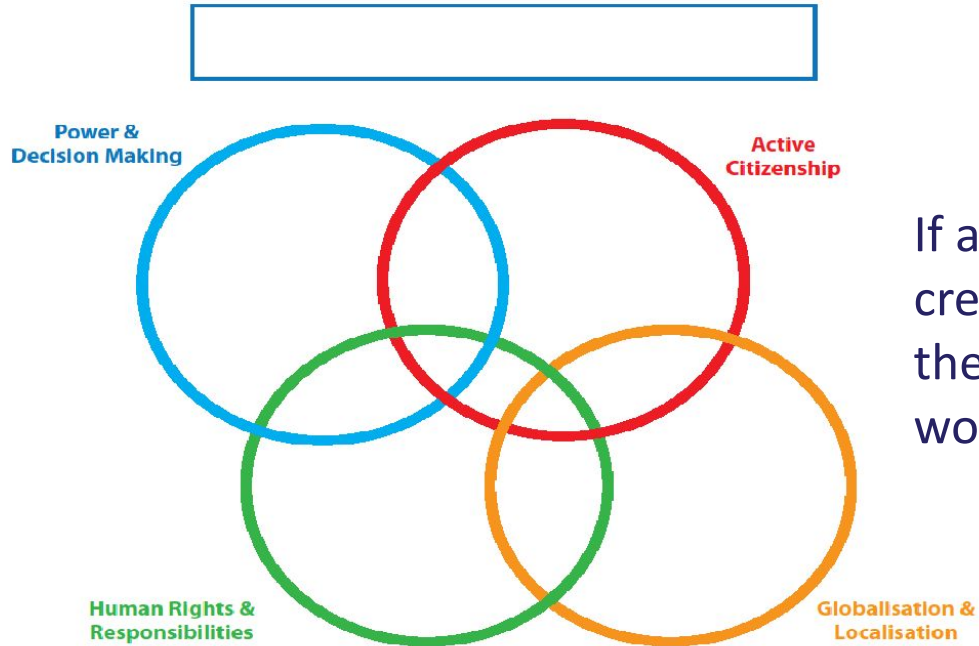 Power &
Decision Making
Active
Citizenship
If a
cre
the
wo
Human Rights &
Responsibilities
Globalisation &
Localisation